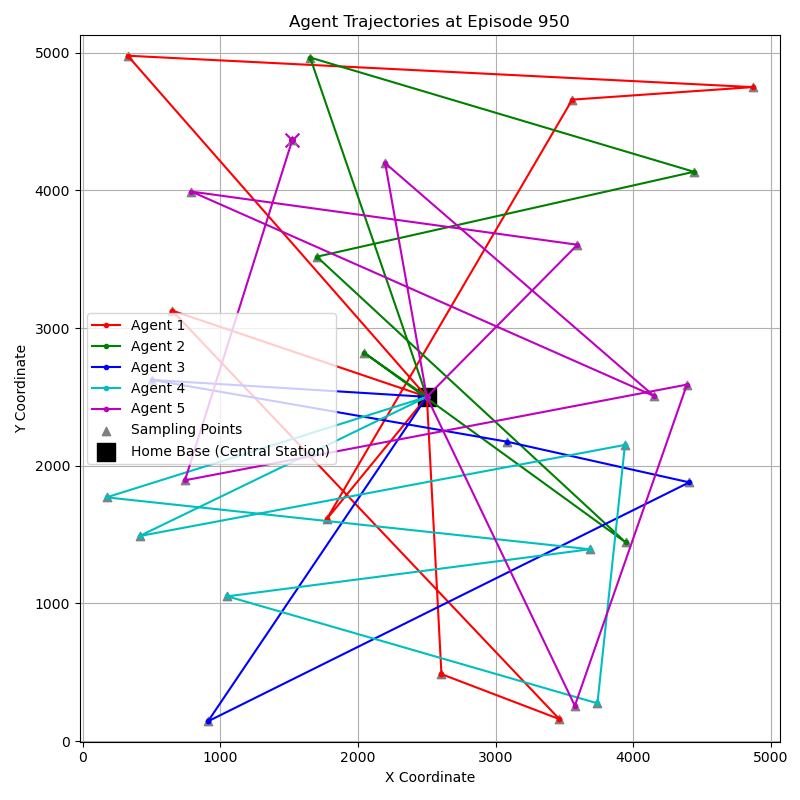 Agent Trajectories at Episode 950
Y Coordinate
5000
4000
3000
2000
1000
0
Agent 1
Agent 2
Agent 3
Agent 4
Agent 5
Sampling Points
Home Base (Central Station)
0 1000 2000 3000 4000 5000
X Coordinate